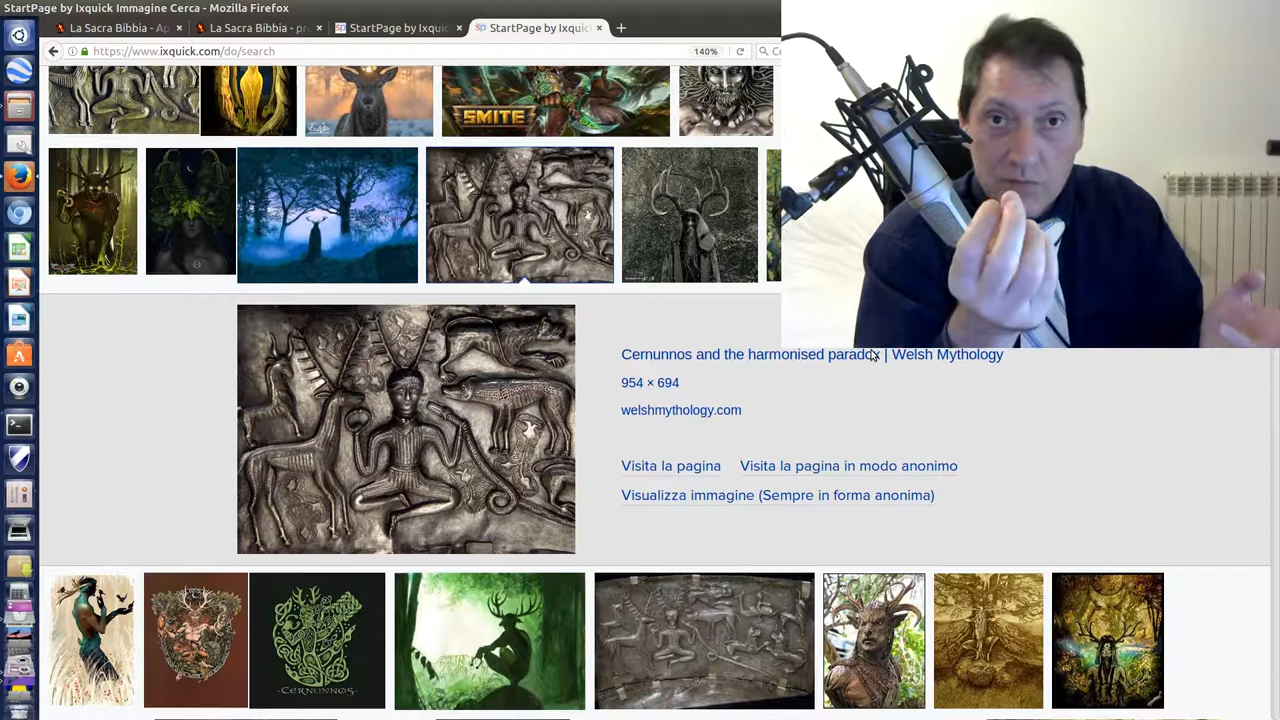 StartPage by Ixquick Immagine Cerca - Mozilla Firefox
La Sacra Bibbia - Ap
La Sacra Bibbia - pr
StartPage by Ixquic
StartPage by Ixquic
https://www.ixquick.com/do/search
140%
SMITE
Cernunnos and the harmonised paradox | Welsh Mythology
954 × 694
welshmythology.com
Visita la pagina
Visita la pagina in modo anonimo
Visualizza immagine (Sempre in forma anonima)
CERNUNNOS